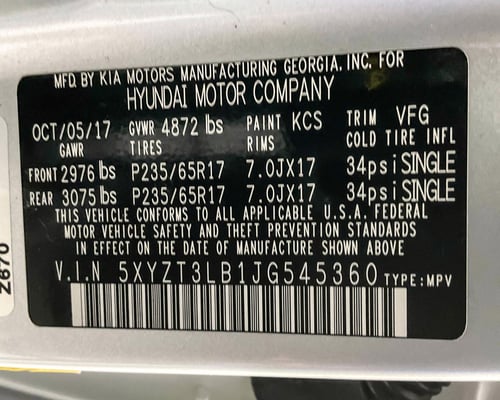 MFD. BY KIA MOTORS MANUFACTURING GEORGIA, INC. FOR
HYUNDAI MOTOR COMPANY
OCT/05/17 GVWR 4872 lbs PAINT KCS TRIM VFG
GAWR TIRES RIMS COLD TIRE INFL
FRONT 2976 lbs P235/65R17 7.0JX17 34psi SINGLE
REAR 3075 lbs P235/65R17 7.0JX17 34psi SINGLE
THIS VEHICLE CONFORMS TO ALL APPLICABLE U.S.A. FEDERAL
MOTOR VEHICLE SAFETY AND THEFT PREVENTION STANDARDS
IN EFFECT ON THE DATE OF MANUFACTURE SHOWN ABOVE
V.I.N 5XYZT3LB1JG545360 TYPE:MPV
Z670